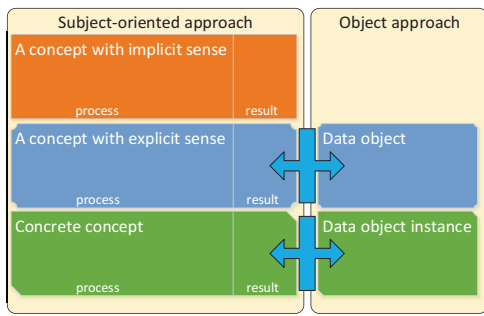 Subject-oriented approach
Object approach
A concept with implicit sense
process
result
A concept with explicit sense
process
result
Data object
Concrete concept
process
result
Data object instance